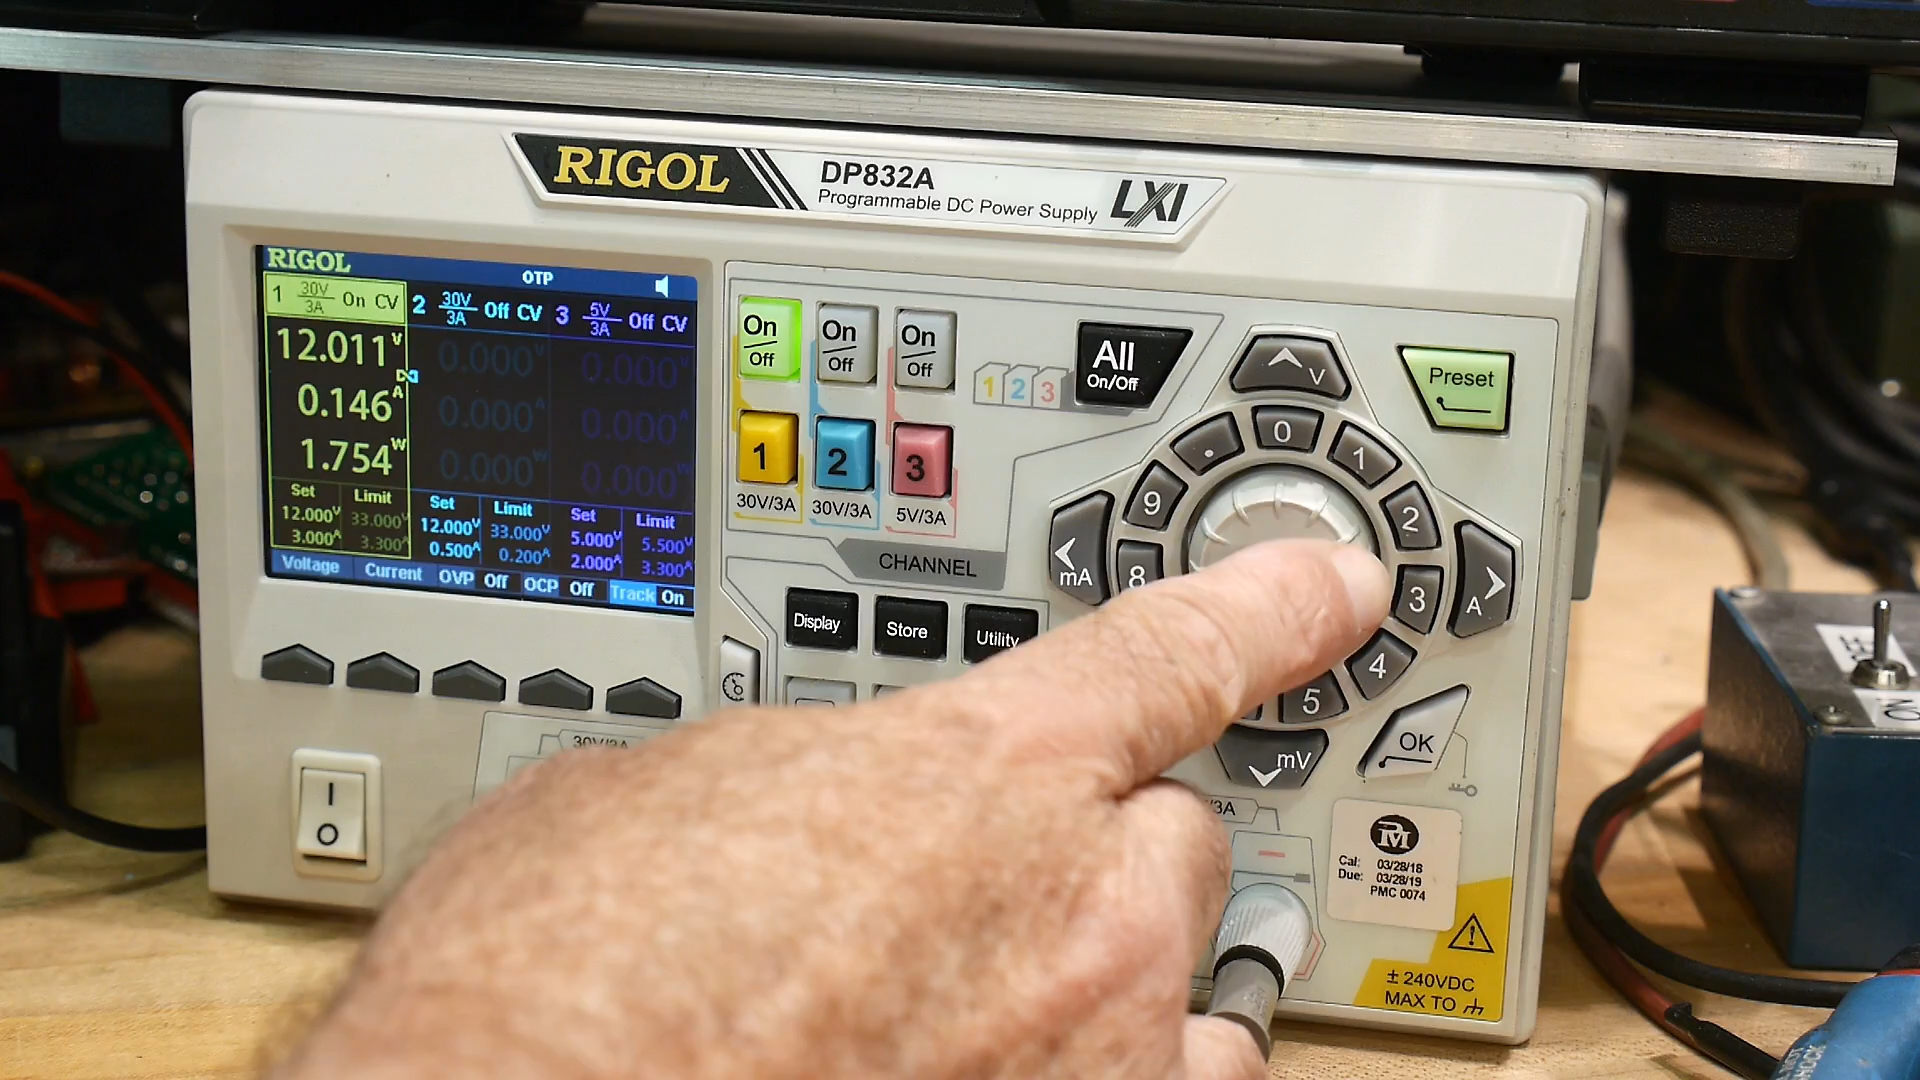 RIGOL
DP832A
Programmable DC Power Supply
LXI
RIGOL
OTP
1 30V/3A On CV
2 30V/3A Off CV
3 5V/3A Off CV
12.011V
0.146A
1.754W
0.000V
0.000A
0.000W
0.000V
0.000A
0.000W
Set Limit
12.000V 33.000V
3.000A 3.300A
Set Limit
12.000V 33.000V
0.500A 0.200A
Set Limit
5.000V 5.500V
2.000A 3.300A
Voltage Current OVP Off OCP Off Track On
On/Off
On/Off
On/Off
1 2 3
All
On/Off
1
2
3
30V/3A
30V/3A
5V/3A
CHANNEL
Display
Store
Utility
V
Preset
0
1
2
3
4
5
8
9
.
mA
A
mV
OK
30V/3A
I
O
PM
Cal: 03/28/18
Due: 03/28/19
PMC 0074
± 240VDC
MAX TO